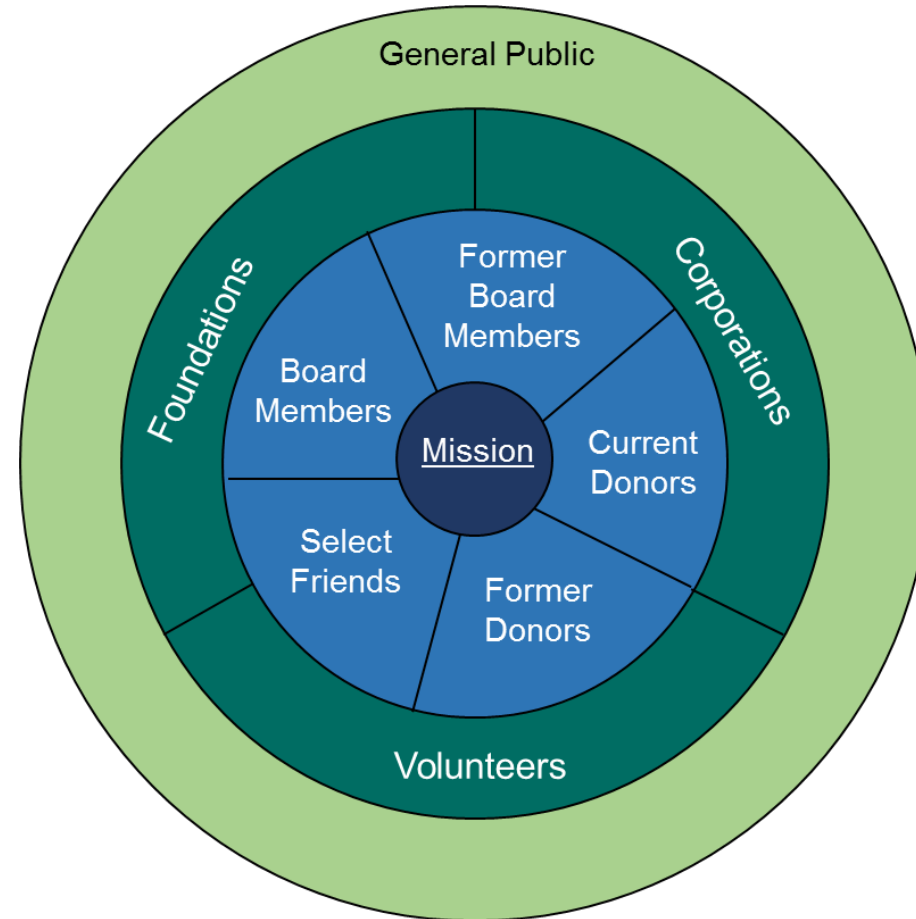 General Public
Foundations
Corporations
Former
Board
Members
Board
Members
Mission
Current
Donors
Select
Friends
Former
Donors
Volunteers